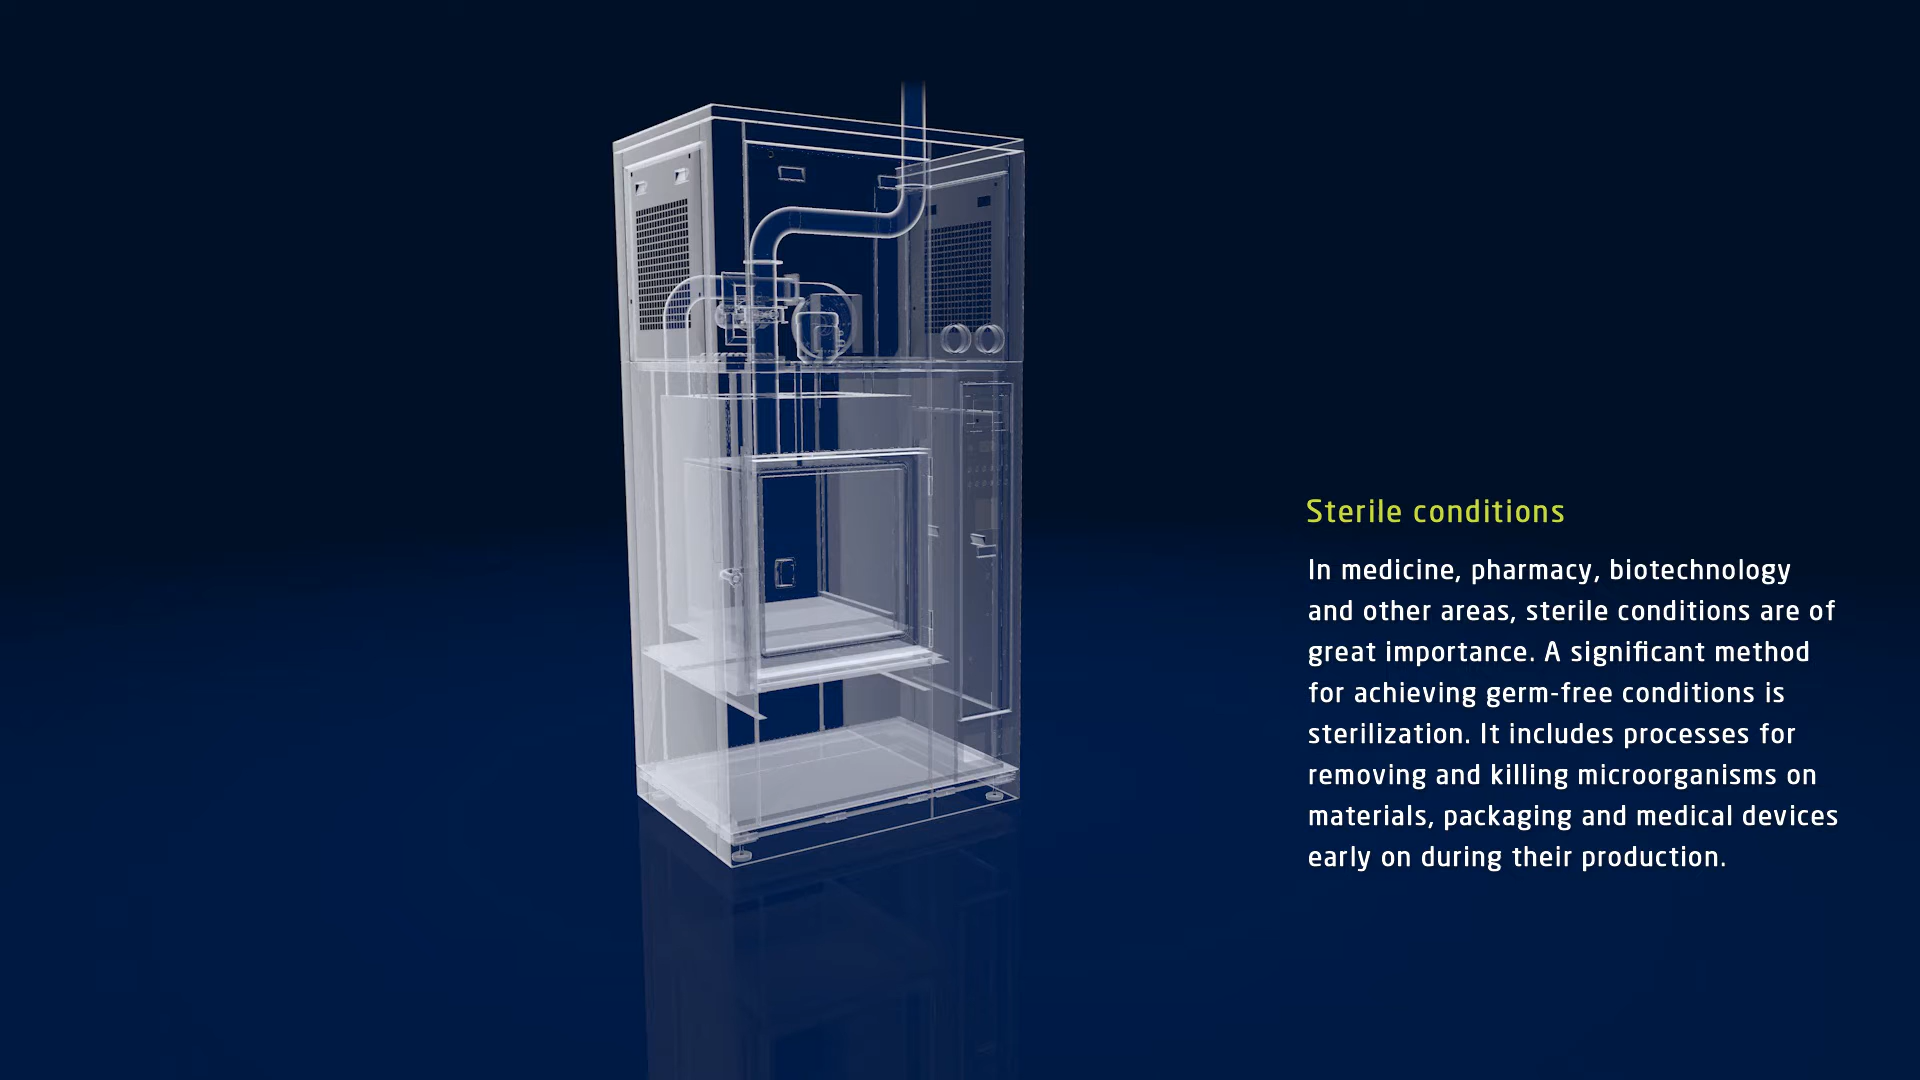 Sterile conditions
In medicine, pharmacy, biotechnology
and other areas, sterile conditions are of
great importance. A significant method
for achieving germ-free conditions is
sterilization. It includes processes for
removing and killing microorganisms on
materials, packaging and medical devices
early on during their production.